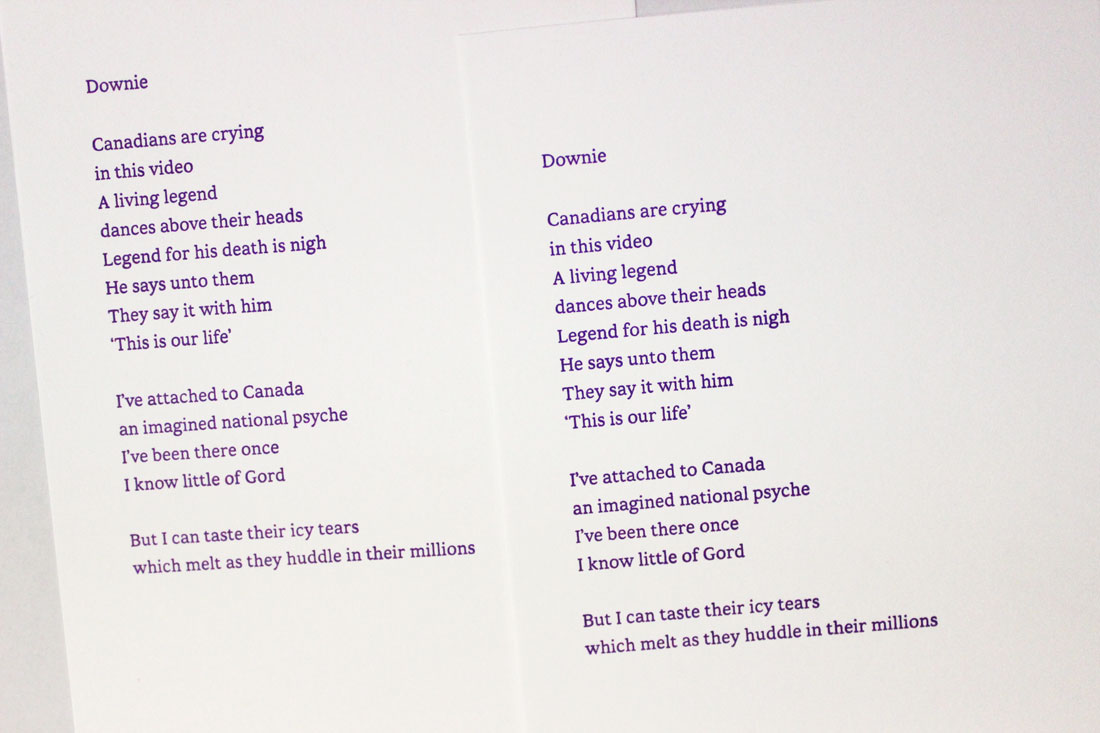 Downie
Canadians are crying
in this video
A living legend
dances above their heads
Legend for his death is nigh
He says unto them
They say it with him
‘This is our life’
I’ve attached to Canada
an imagined national psyche
I’ve been there once
I know little of Gord
But I can taste their icy tears
which melt as they huddle in their millions
Downie
Canadians are crying
in this video
A living legend
dances above their heads
Legend for his death is nigh
He says unto them
They say it with him
‘This is our life’
I’ve attached to Canada
an imagined national psyche
I’ve been there once
I know little of Gord
But I can taste their icy tears
which melt as they huddle in their millions